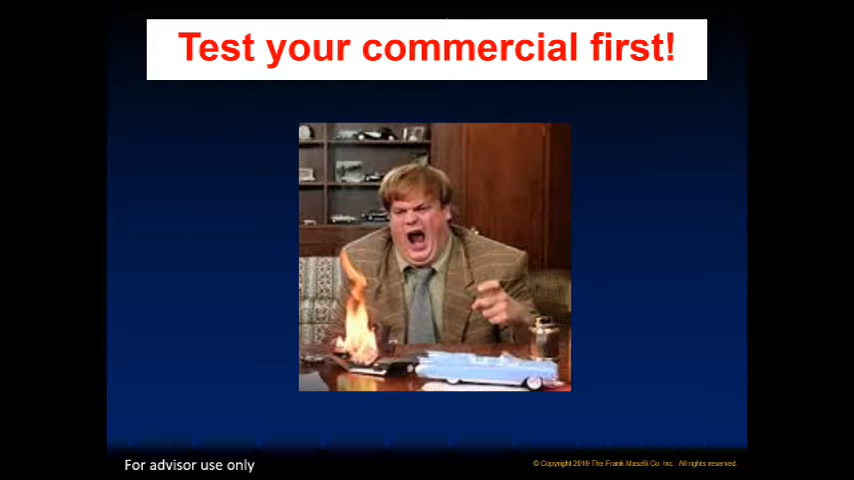 Test your commercial first!
For advisor use only
© Copyright 2019 The Frank Maselli Co. Inc. All rights reserved.